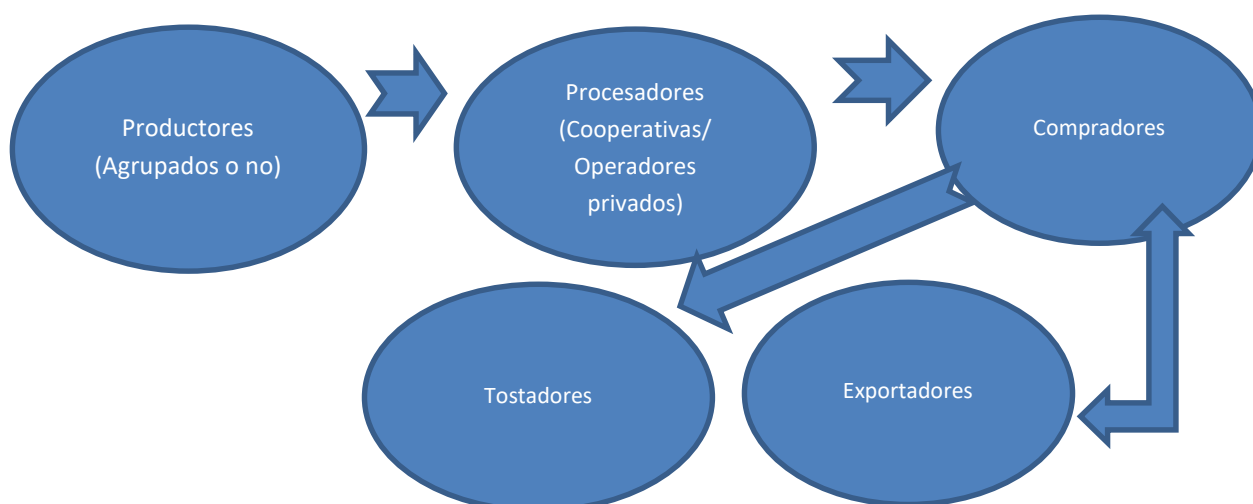 Productores
(Agrupados o no)
Procesadores
(Cooperativas/
Operadores
privados)
Compradores
Tostadores
Exportadores